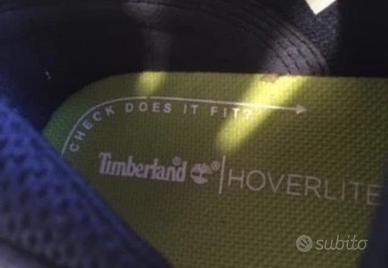 CHECK DOES IT FIT?
Timberland® ® | HOVERLITE
subito